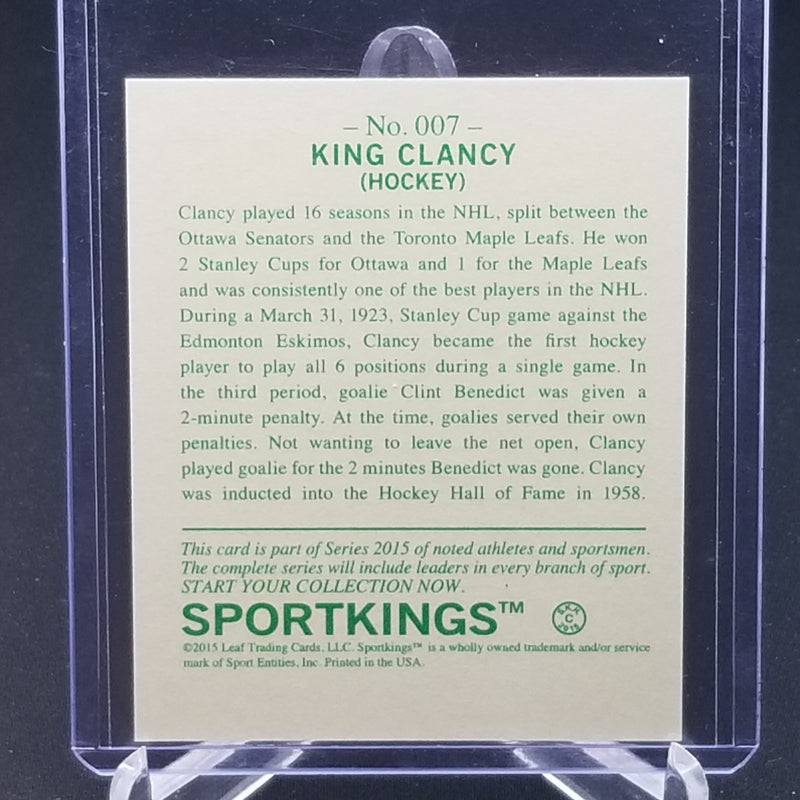 – No. 007 –
KING CLANCY
(HOCKEY)
Clancy played 16 seasons in the NHL, split between the
Ottawa Senators and the Toronto Maple Leafs. He won
2 Stanley Cups for Ottawa and 1 for the Maple Leafs
and was consistently one of the best players in the NHL.
During a March 31, 1923, Stanley Cup game against the
Edmonton Eskimos, Clancy became the first hockey
player to play all 6 positions during a single game. In
the third period, goalie Clint Benedict was given a
2-minute penalty. At the time, goalies served their own
penalties. Not wanting to leave the net open, Clancy
played goalie for the 2 minutes Benedict was gone. Clancy
was inducted into the Hockey Hall of Fame in 1958.
This card is part of Series 2015 of noted athletes and sportsmen.
The complete series will include leaders in every branch of sport.
START YOUR COLLECTION NOW.
SPORTKINGS™
S.K.K
C
2015
©2015 Leaf Trading Cards, LLC. Sportkings™ is a wholly owned trademark and/or service
mark of Sport Entities, Inc. Printed in the USA.